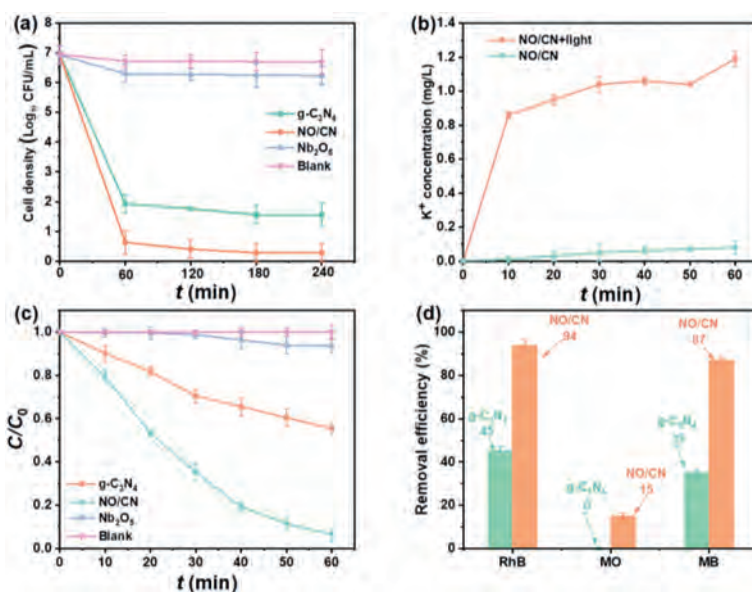 (a)
Cell density (Log₁₀ CFU/mL)
8
7
6
5
4
3
2
1
0
g-C₃N₄
NO/CN
Nb₂O₅
Blank
0 60 120 180 240
t (min)
(b)
K⁺ concentration (mg/L)
1.4
1.2
1.0
0.8
0.6
0.4
0.2
0.0
NO/CN+light
NO/CN
0 10 20 30 40 50 60
t (min)
(c)
C/C₀
1.0
0.8
0.6
0.4
0.2
0.0
g-C₃N₄
NO/CN
Nb₂O₅
Blank
0 10 20 30 40 50 60
t (min)
(d)
Removal efficiency (%)
100
80
60
40
20
0
g-C₃N₄
45
NO/CN
94
g-C₃N₄
0
NO/CN
15
g-C₃N₄
35
NO/CN
87
RhB MO MB